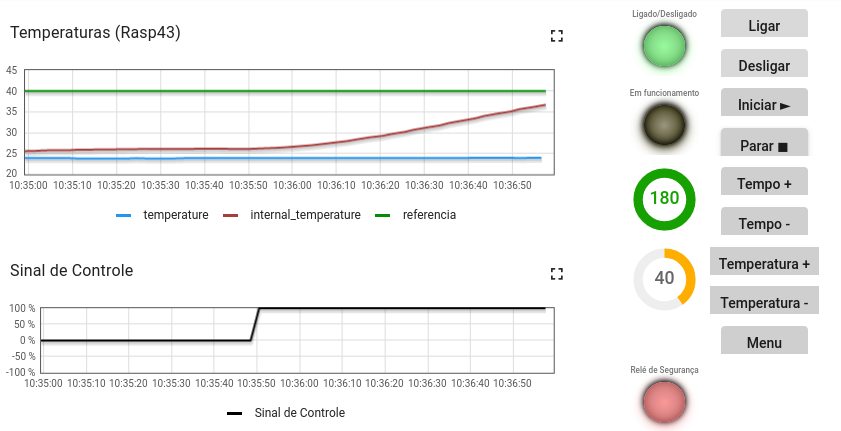 Temperaturas (Rasp43)
45
40
35
30
25
20
10:35:00 10:35:10 10:35:20 10:35:30 10:35:40 10:35:50 10:36:00 10:36:10 10:36:20 10:36:30 10:36:40 10:36:50
temperature internal_temperature referencia
Sinal de Controle
100 %
50 %
0 %
-50 %
-100 %
10:35:00 10:35:10 10:35:20 10:35:30 10:35:40 10:35:50 10:36:00 10:36:10 10:36:20 10:36:30 10:36:40 10:36:50
Sinal de Controle
Ligado/Desligado
Em funcionamento
180
40
Relé de Segurança
Ligar
Desligar
Iniciar ►
Parar ■
Tempo +
Tempo -
Temperatura +
Temperatura -
Menu